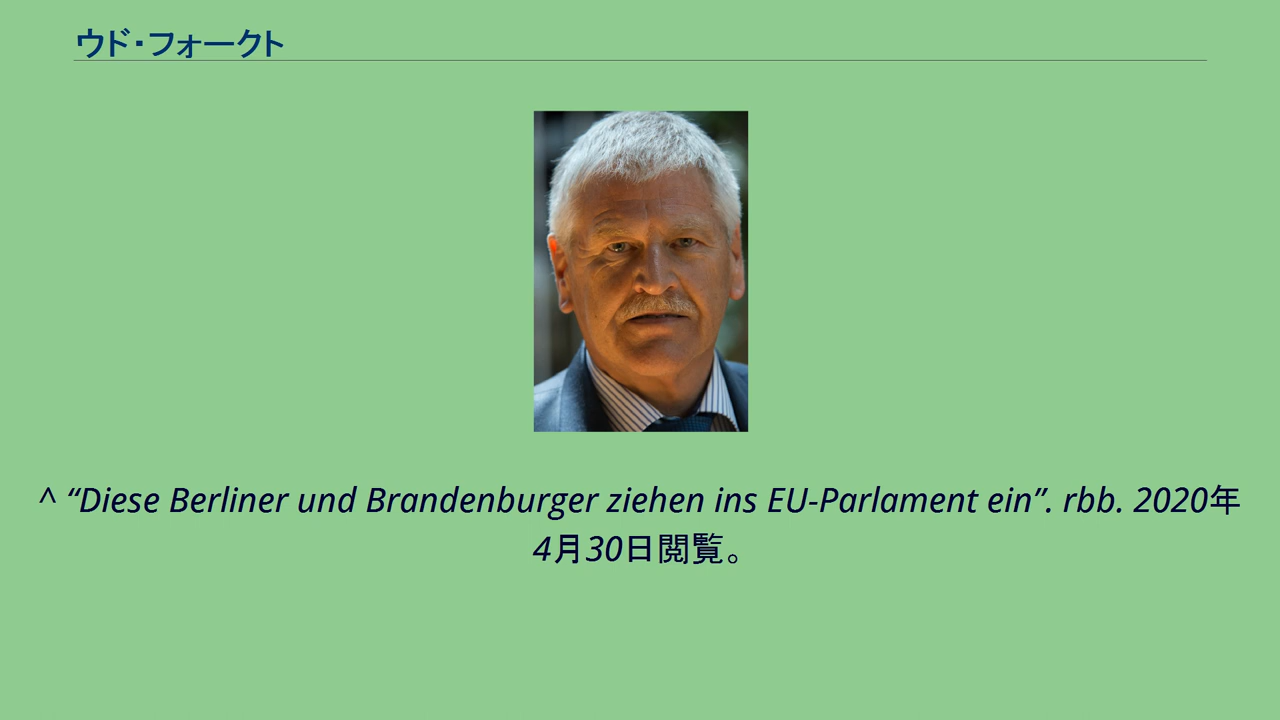 ウド・フォークト
^ “Diese Berliner und Brandenburger ziehen ins EU-Parlament ein”. rbb. 2020年
4月30日閲覧。